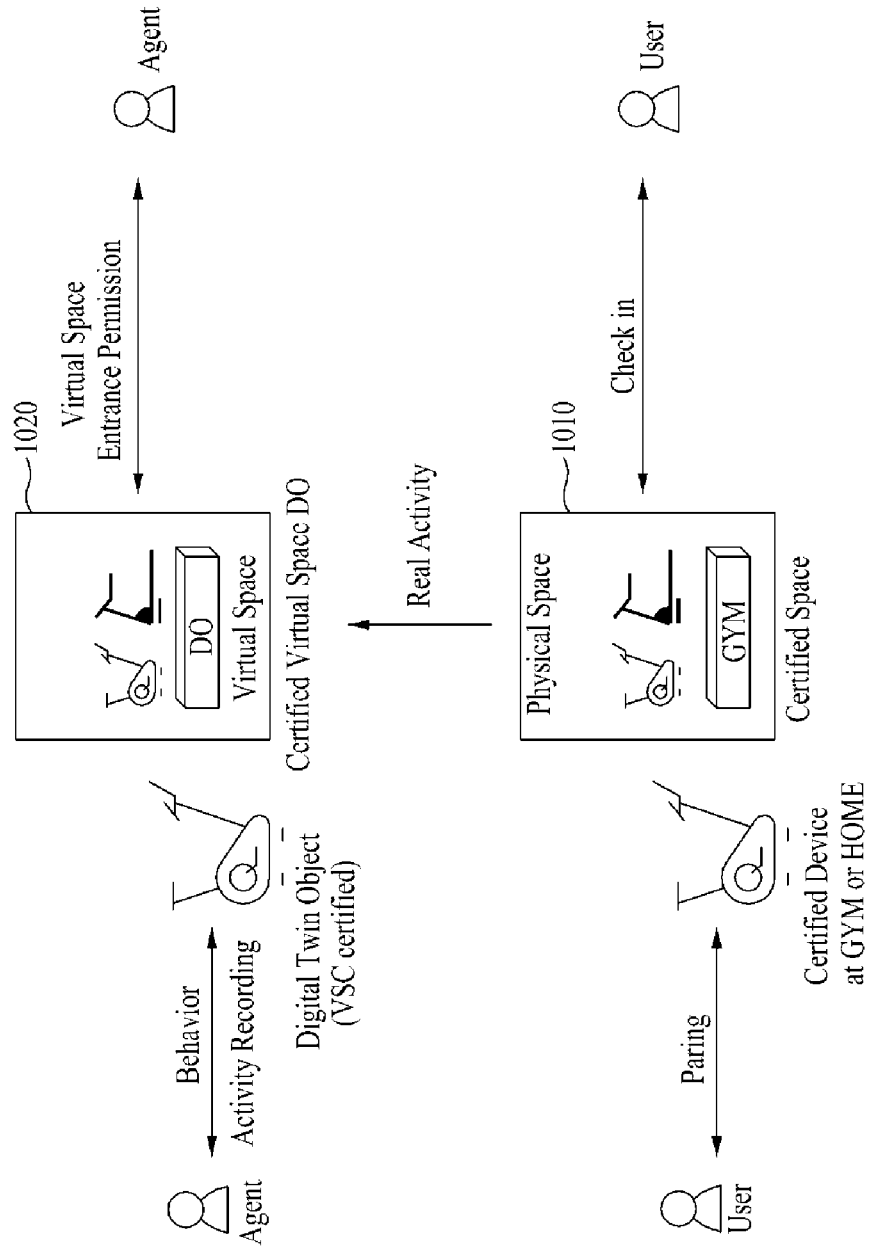 Agent
Behavior
Activity Recording
Digital Twin Object
(VSC certified)
1020
DO
Virtual Space
Certified Virtual Space DO
Virtual Space
Entrance Permission
Agent
Real Activity
User
Paring
Certified Device
at GYM or HOME
1010
Physical Space
GYM
Certified Space
Check in
User